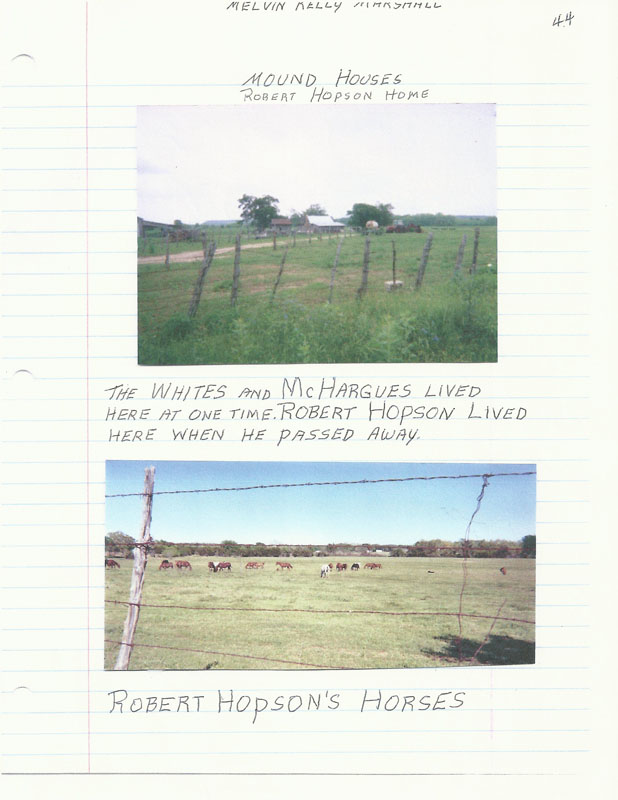 MELVIN KELLY MARSHALL
44
MOUND HOUSES
ROBERT HOPSON HOME
THE WHITES AND McHARGUES LIVED
HERE AT ONE TIME. ROBERT HOPSON LIVED
HERE WHEN HE PASSED AWAY.
ROBERT HOPSON'S HORSES